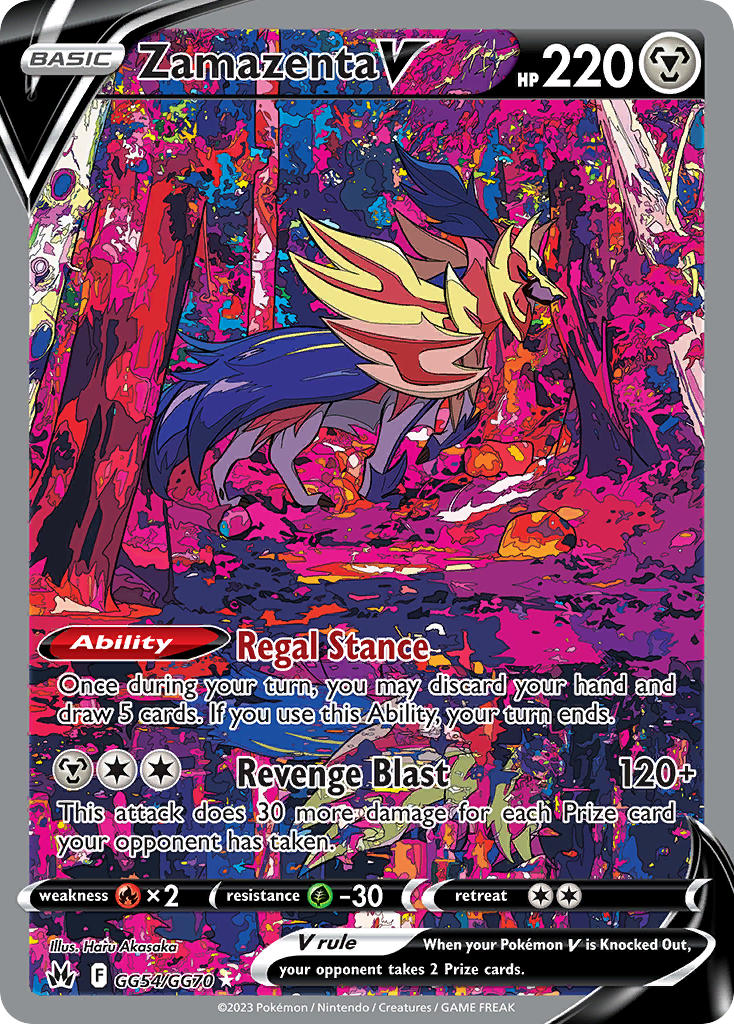 BASIC Zamazenta V HP 220
Ability Regal Stance
Once during your turn, you may discard your hand and
draw 5 cards. If you use this Ability, your turn ends.
Revenge Blast 120+
This attack does 30 more damage for each Prize card
your opponent has taken.
weakness ×2 resistance -30 retreat
Illus. Haru Akasaka
V rule When your Pokémon V is Knocked Out,
your opponent takes 2 Prize cards.
F GG54/GG70
©2023 Pokémon / Nintendo / Creatures / GAME FREAK